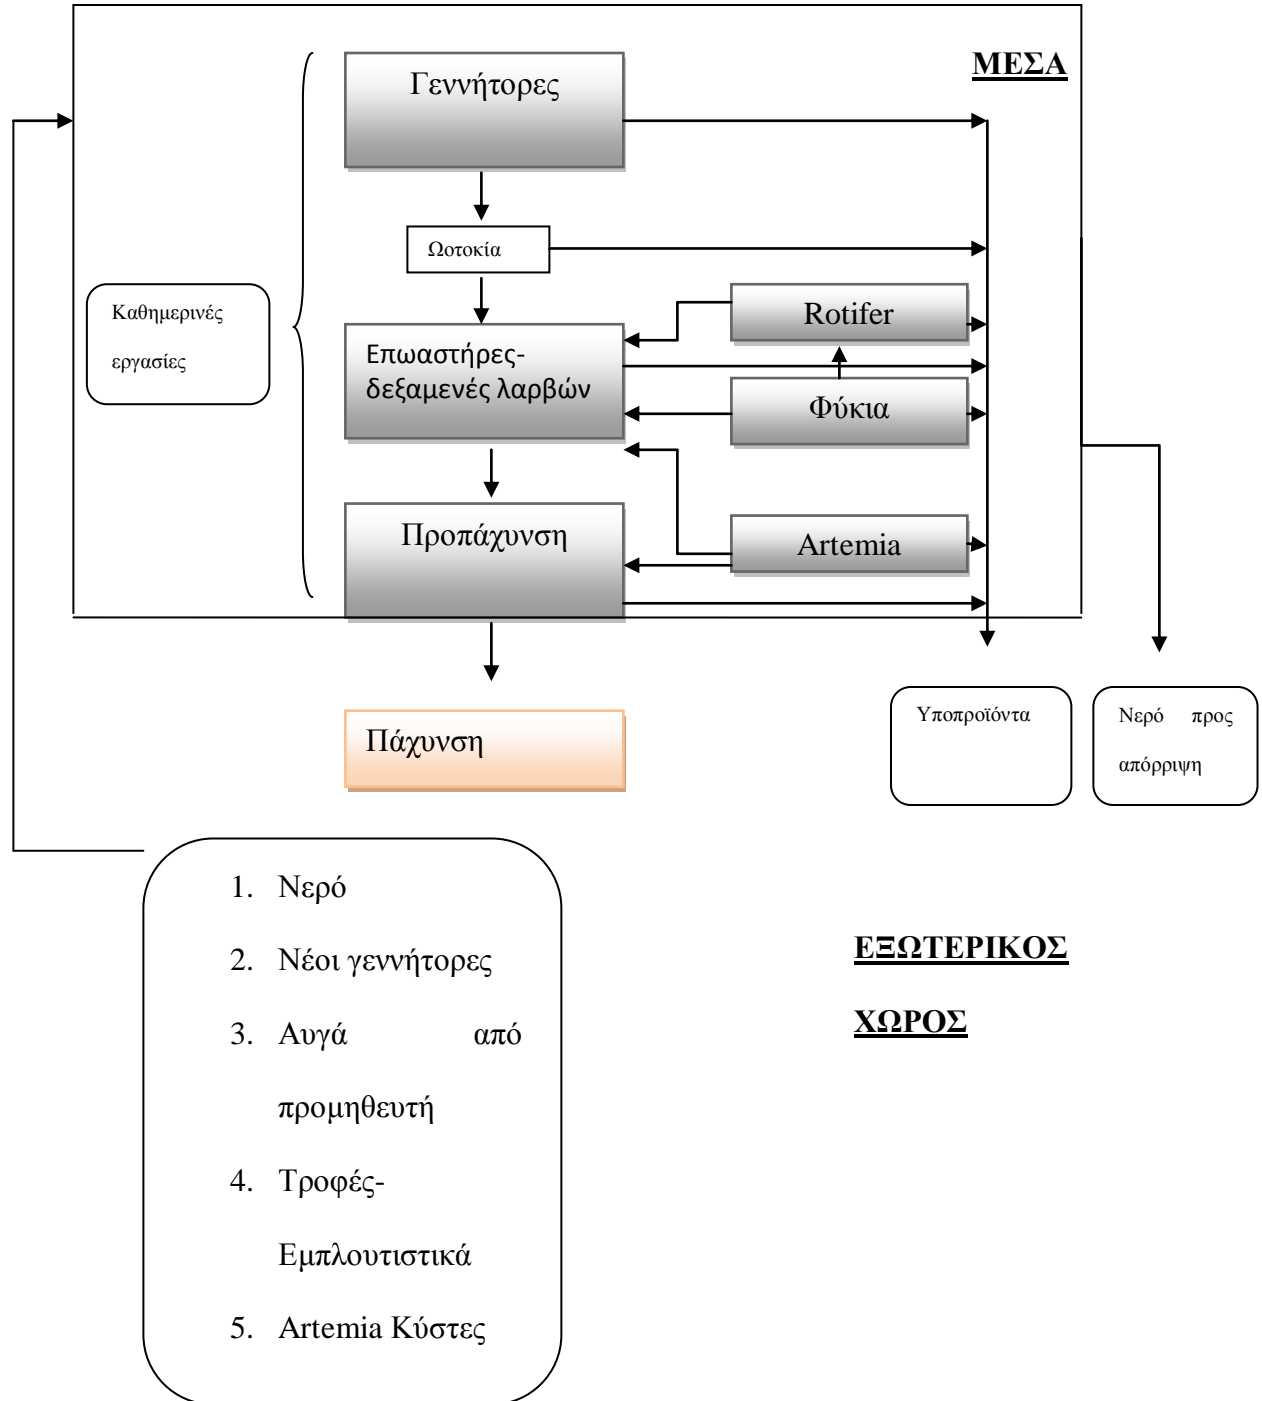 ΜΕΣΑ
Γεννήτορες
Ωοτοκία
Καθημερινές
εργασίες
Rotifer
Επωαστήρες-
δεξαμενές λαρβών
Φύκια
Προπάχυνση
Artemia
Πάχυνση
Υποπροϊόντα
Νερό προς
απόρριψη
1. Νερό
2. Νέοι γεννήτορες
3. Αυγά από
προμηθευτή
4. Τροφές-
Εμπλουτιστικά
5. Artemia Κύστες
ΕΞΩΤΕΡΙΚΟΣ
ΧΩΡΟΣ